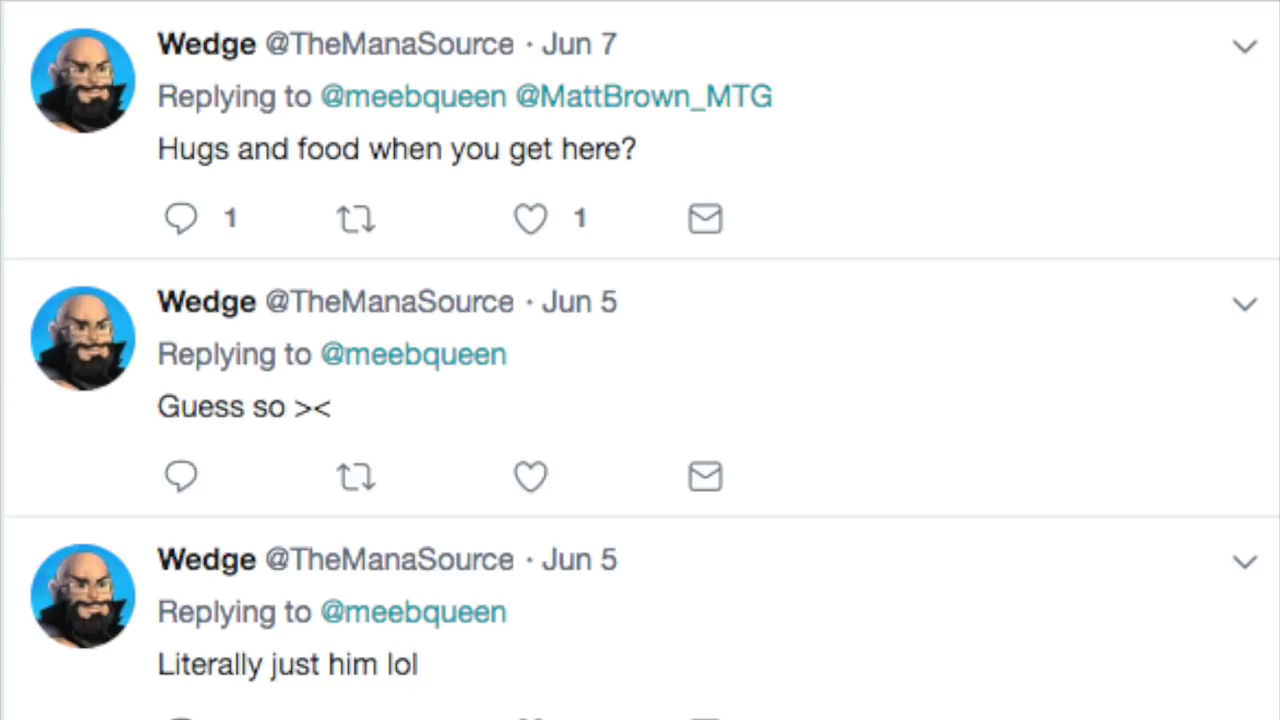 Wedge @TheManaSource · Jun 7
Replying to @meebqueen @MattBrown_MTG
Hugs and food when you get here?
1 1
Wedge @TheManaSource · Jun 5
Replying to @meebqueen
Guess so ><
Wedge @TheManaSource · Jun 5
Replying to @meebqueen
Literally just him lol